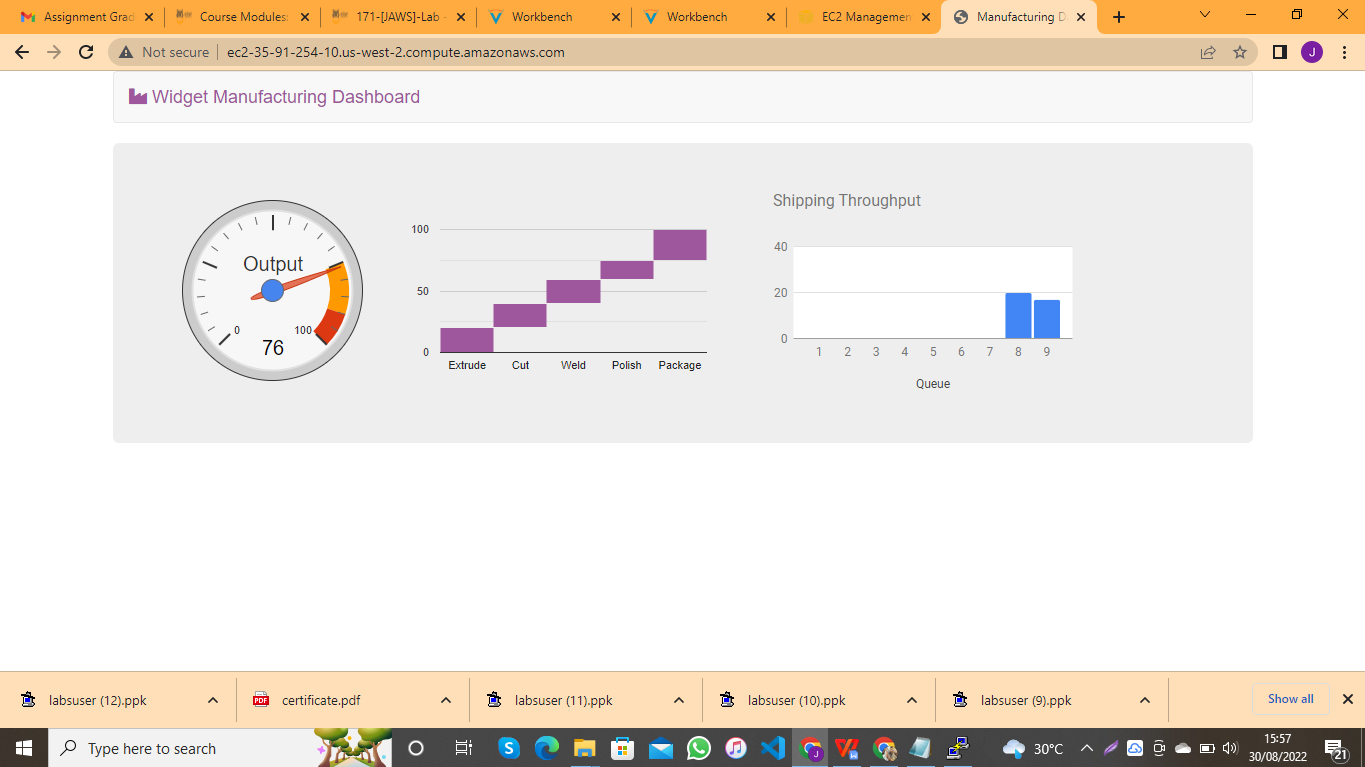 Assignment Grad
Course Modules:
171-[JAWS]-Lab -
Workbench
Workbench
EC2 Managemen
Manufacturing D
Not secure
ec2-35-91-254-10.us-west-2.compute.amazonaws.com
J
Widget Manufacturing Dashboard
Output
0
100
76
100
50
0
Extrude Cut Weld Polish Package
Shipping Throughput
40
20
0
1 2 3 4 5 6 7 8 9
Queue
labsuser (12).ppk
certificate.pdf
labsuser (11).ppk
labsuser (10).ppk
labsuser (9).ppk
Show all
Type here to search
30°C
15:57
30/08/2022
21